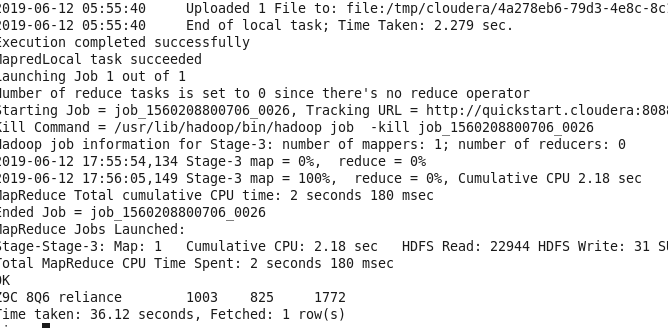 2019-06-12 05:55:40     Uploaded 1 File to: file:/tmp/cloudera/4a278eb6-79d3-4e8c-8c
2019-06-12 05:55:40     End of local task; Time Taken: 2.279 sec.
Execution completed successfully
MapredLocal task succeeded
Launching Job 1 out of 1
Number of reduce tasks is set to 0 since there's no reduce operator
Starting Job = job_1560208800706_0026, Tracking URL = http://quickstart.cloudera:808
Kill Command = /usr/lib/hadoop/bin/hadoop job  -kill job_1560208800706_0026
Hadoop job information for Stage-3: number of mappers: 1; number of reducers: 0
2019-06-12 17:55:54,134 Stage-3 map = 0%,  reduce = 0%
2019-06-12 17:56:05,149 Stage-3 map = 100%,  reduce = 0%, Cumulative CPU 2.18 sec
MapReduce Total cumulative CPU time: 2 seconds 180 msec
Ended Job = job_1560208800706_0026
MapReduce Jobs Launched:
Stage-Stage-3: Map: 1   Cumulative CPU: 2.18 sec   HDFS Read: 22944 HDFS Write: 31 SU
Total MapReduce CPU Time Spent: 2 seconds 180 msec
OK
Z9C 8Q6 reliance        1003    825     1772
Time taken: 36.12 seconds, Fetched: 1 row(s)